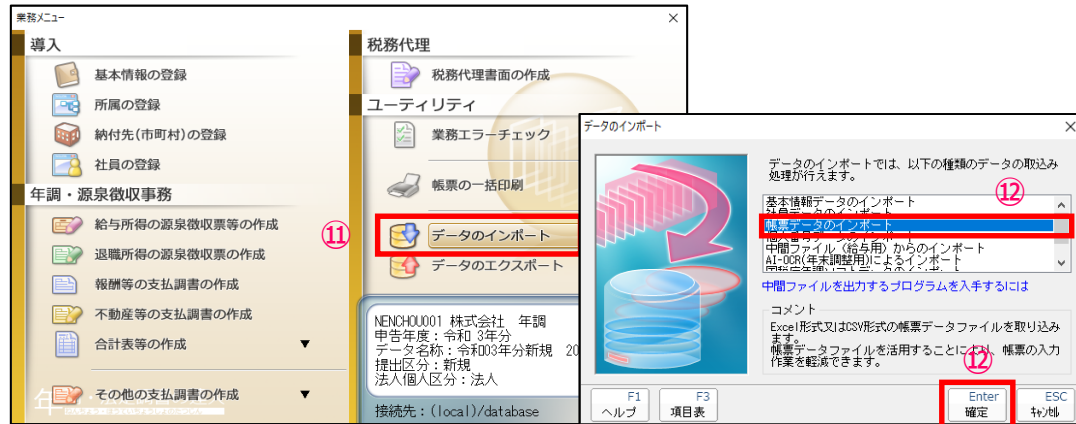 業務メニュー
導入
基本情報の登録
所属の登録
納付先(市町村)の登録
社員の登録
年調・源泉徴収事務
給与所得の源泉徴収票等の作成
退職所得の源泉徴収票の作成
報酬等の支払調書の作成
不動産等の支払調書の作成
合計表等の作成 ▼
その他の支払調書の作成 ▼
税務代理
税務代理書面の作成
ユーティリティ
業務エラーチェック
帳票の一括印刷
⑪
データのインポート
データのエクスポート
NENCHOU001 株式会社 年調
申告年度:令和 3年分
データ名称:令和03年分新規 20
提出区分:新規
法人個人区分:法人
接続先:(local)/database
データのインポート
データのインポートでは、以下の種類のデータの取込み
処理が行えます。
⑫
基本情報データのインポート
社員データのインポート
帳票データのインポート
中間ファイル(給与用)からのインポート
AI-OCR(年末調整用)によるインポート
中間ファイルを出力するプログラムを入手するには
コメント
Excel形式又はCSV形式の帳票データファイルを取り込み
ます。
帳票データファイルを活用することにより、帳票の入力
作業を軽減できます。
⑫
F1
ヘルプ
F3
項目表
Enter
確定
ESC
キャンセル